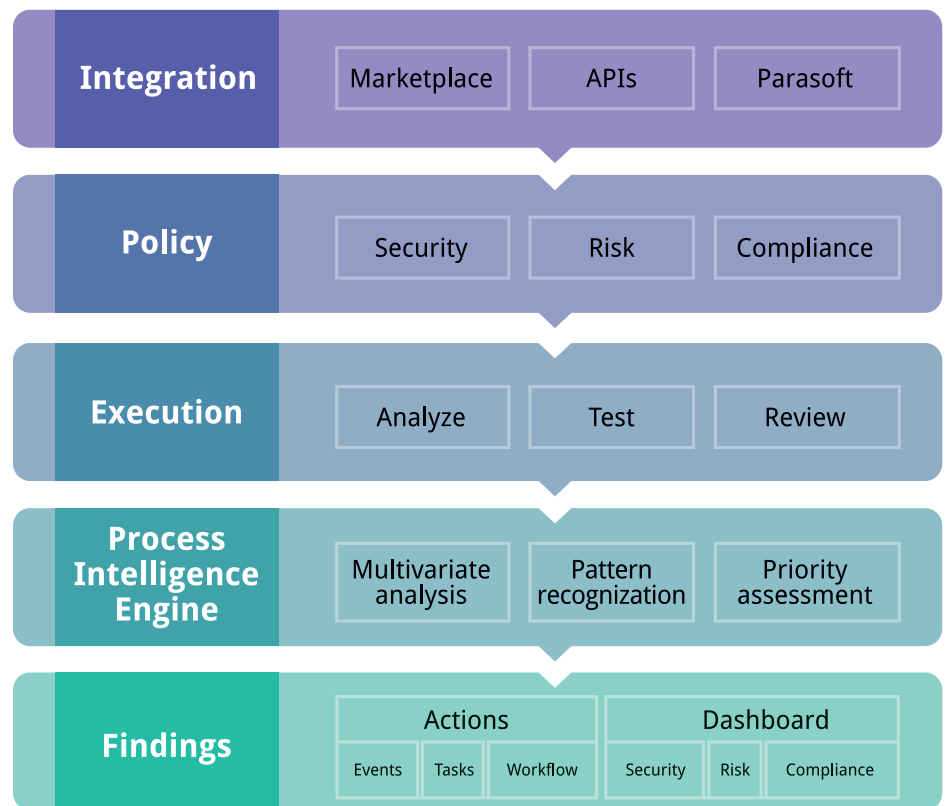 Integration
Marketplace
APIs
Parasoft
Policy
Security
Risk
Compliance
Execution
Analyze
Test
Review
Process
Intelligence
Engine
Multivariate
analysis
Pattern
recognization
Priority
assessment
Findings
Actions
Events
Tasks
Workflow
Dashboard
Security
Risk
Compliance